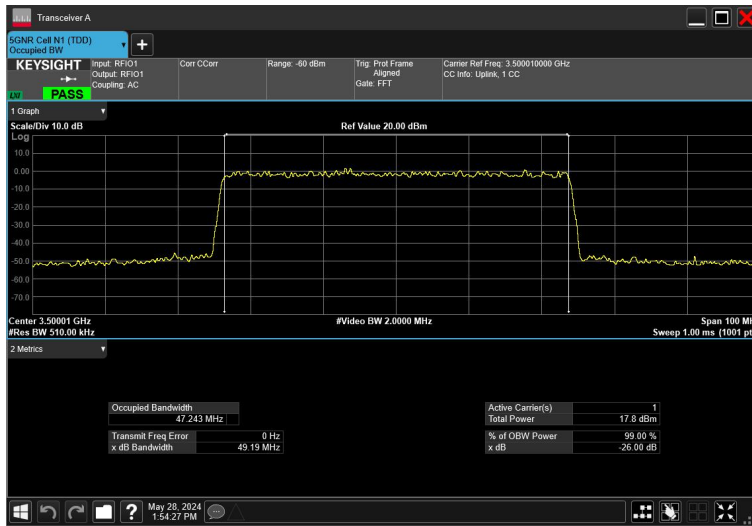 Transceiver A
5GNR Cell N1 (TDD)
Occupied BW
+
KEYSIGHT
LXI
PASS
Input: RFIO1
Output: RFIO1
Coupling: AC
Corr CCorr
Range: -60 dBm
Trig: Prot Frame
Aligned
Gate: FFT
Carrier Ref Freq: 3.500010000 GHz
CC Info: Uplink, 1 CC
1 Graph
Scale/Div 10.0 dB
Ref Value 20.00 dBm
Log
10.0
0.00
-10.0
-20.0
-30.0
-40.0
-50.0
-60.0
-70.0
Center 3.50001 GHz
#Video BW 2.0000 MHz
Span 100 MH
#Res BW 510.00 kHz
Sweep 1.00 ms (1001 pt
2 Metrics
Occupied Bandwidth
47.243 MHz
Transmit Freq Error 0 Hz
x dB Bandwidth 49.19 MHz
Active Carrier(s) 1
Total Power 17.8 dBm
% of OBW Power 99.00 %
x dB -26.00 dB
?
May 28, 2024
1:54:27 PM